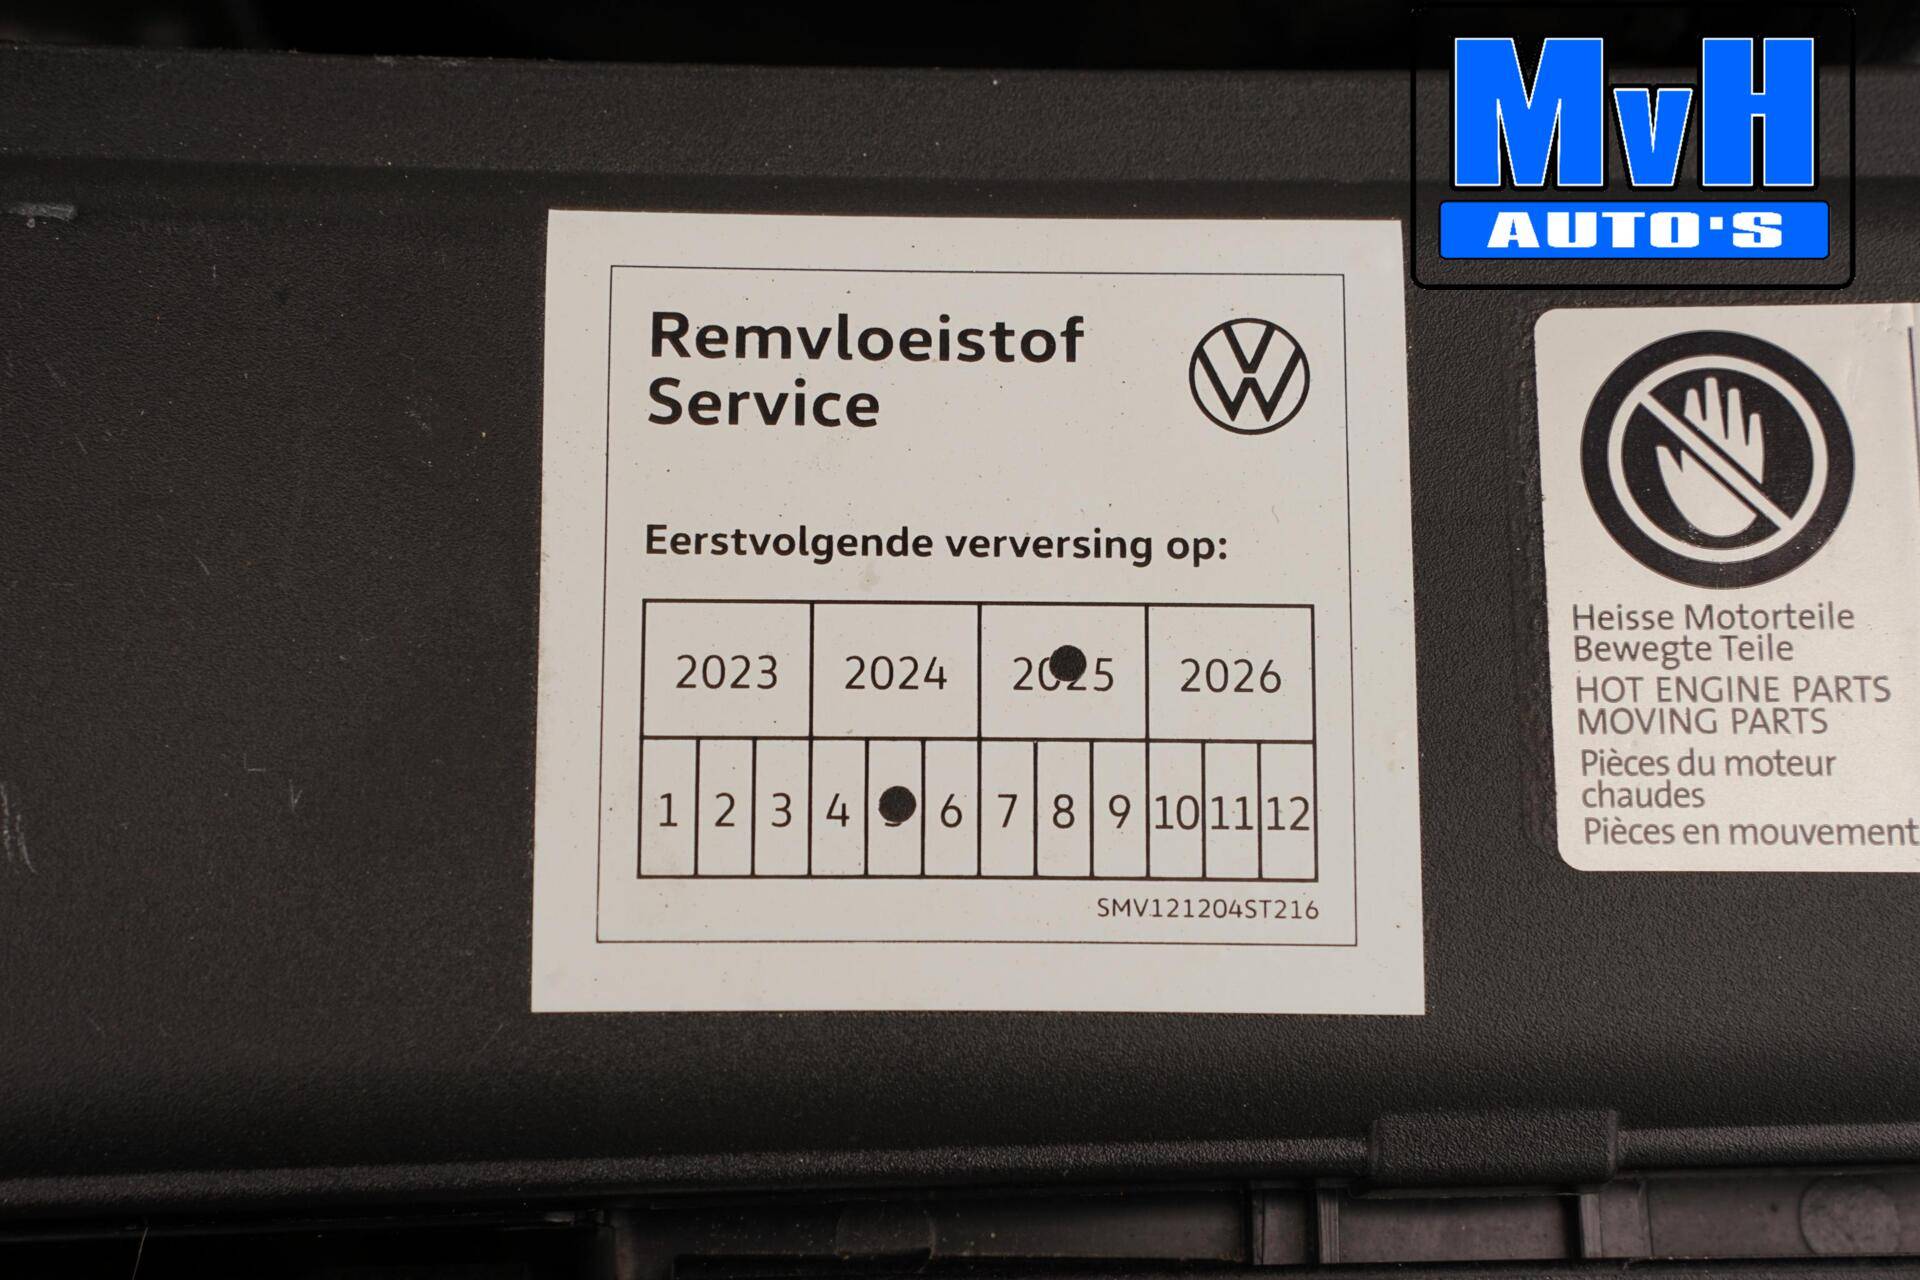 MvH
AUTO'S
Remvloeistof
Service
Eerstvolgende verversing op:
2023 2024 2025 2026
1 2 3 4 5 6 7 8 9 10 11 12
SMV121204ST216
Heisse Motorteile
Bewegte Teile
HOT ENGINE PARTS
MOVING PARTS
Pièces du moteur
chaudes
Pièces en mouvement